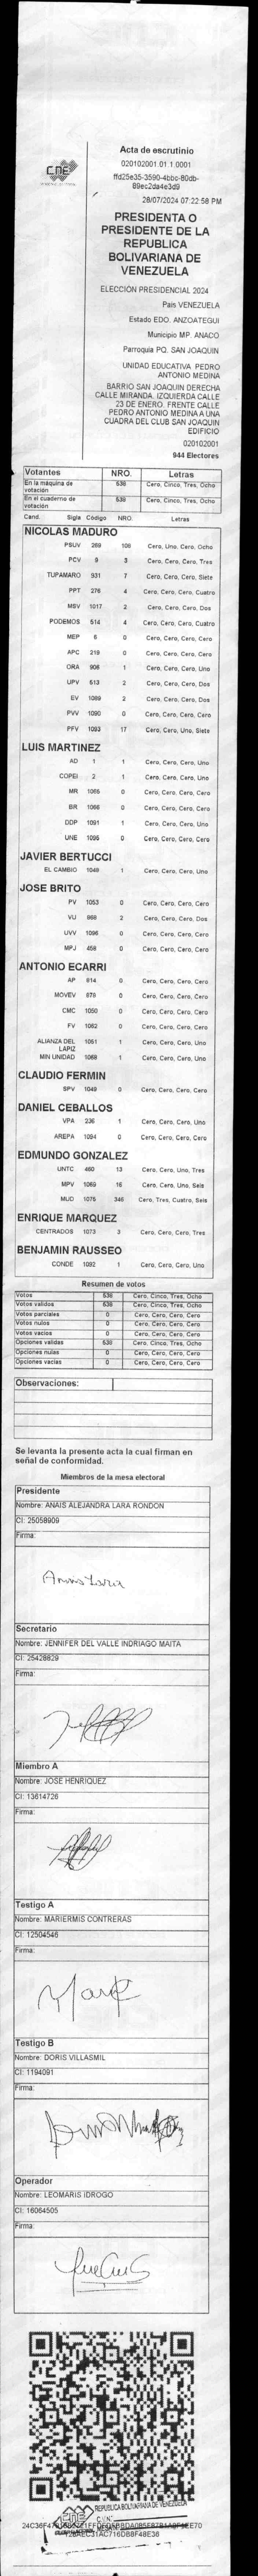 CNE
Acta de escrutinio
020102001.01.1.0001
ffd25e35-3590-4bbc-80db-
89ec2da4e3d9
28/07/2024 07:22:58 PM
PRESIDENTA O
PRESIDENTE DE LA
REPUBLICA
BOLIVARIANA DE
VENEZUELA
ELECCIÓN PRESIDENCIAL 2024
País VENEZUELA
Estado EDO. ANZOATEGUI
Municipio MP. ANACO
Parroquia PQ. SAN JOAQUIN
UNIDAD EDUCATIVA PEDRO
ANTONIO MEDINA
BARRIO SAN JOAQUIN DERECHA
CALLE MIRANDA. IZQUIERDA CALLE
23 DE ENERO. FRENTE CALLE
PEDRO ANTONIO MEDINA A UNA
CUADRA DEL CLUB SAN JOAQUIN
EDIFICIO
020102001
944 Electores
Votantes NRO. Letras
En la máquina de votación 538 Cero, Cinco, Tres, Ocho
En el cuaderno de votación 538 Cero, Cinco, Tres, Ocho
Cand. Sigla Código NRO. Letras
NICOLAS MADURO
PSUV 269 108 Cero, Uno, Cero, Ocho
PCV 9 3 Cero, Cero, Cero, Tres
TUPAMARO 931 7 Cero, Cero, Cero, Siete
PPT 276 4 Cero, Cero, Cero, Cuatro
MSV 1017 2 Cero, Cero, Cero, Dos
PODEMOS 514 4 Cero, Cero, Cero, Cuatro
MEP 6 0 Cero, Cero, Cero, Cero
APC 219 0 Cero, Cero, Cero, Cero
ORA 908 1 Cero, Cero, Cero, Uno
UPV 513 2 Cero, Cero, Cero, Dos
EV 1089 2 Cero, Cero, Cero, Dos
PVV 1090 0 Cero, Cero, Cero, Cero
PFV 1093 17 Cero, Cero, Uno, Siete
LUIS MARTINEZ
AD 1 1 Cero, Cero, Cero, Uno
COPEI 2 1 Cero, Cero, Cero, Uno
MR 1065 0 Cero, Cero, Cero, Cero
BR 1066 0 Cero, Cero, Cero, Cero
DDP 1091 1 Cero, Cero, Cero, Uno
UNE 1095 0 Cero, Cero, Cero, Cero
JAVIER BERTUCCI
EL CAMBIO 1048 1 Cero, Cero, Cero, Uno
JOSE BRITO
PV 1053 0 Cero, Cero, Cero, Cero
VU 968 2 Cero, Cero, Cero, Dos
UVV 1096 0 Cero, Cero, Cero, Cero
MPJ 458 0 Cero, Cero, Cero, Cero
ANTONIO ECARRI
AP 814 0 Cero, Cero, Cero, Cero
MOVEV 878 0 Cero, Cero, Cero, Cero
CMC 1050 0 Cero, Cero, Cero, Cero
FV 1062 0 Cero, Cero, Cero, Cero
ALIANZA DEL LAPIZ 1051 1 Cero, Cero, Cero, Uno
MIN UNIDAD 1068 1 Cero, Cero, Cero, Uno
CLAUDIO FERMIN
SPV 1049 0 Cero, Cero, Cero, Cero
DANIEL CEBALLOS
VPA 236 1 Cero, Cero, Cero, Uno
AREPA 1094 0 Cero, Cero, Cero, Cero
EDMUNDO GONZALEZ
UNTC 460 13 Cero, Cero, Uno, Tres
MPV 1069 16 Cero, Cero, Uno, Seis
MUD 1075 346 Cero, Tres, Cuatro, Seis
ENRIQUE MARQUEZ
CENTRADOS 1073 3 Cero, Cero, Cero, Tres
BENJAMIN RAUSSEO
CONDE 1092 1 Cero, Cero, Cero, Uno
Resumen de votos
Votos 538 Cero, Cinco, Tres, Ocho
Votos validos 538 Cero, Cinco, Tres, Ocho
Votos parciales 0 Cero, Cero, Cero, Cero
Votos nulos 0 Cero, Cero, Cero, Cero
Votos vacios 0 Cero, Cero, Cero, Cero
Opciones validas 538 Cero, Cinco, Tres, Ocho
Opciones nulas 0 Cero, Cero, Cero, Cero
Opciones vacias 0 Cero, Cero, Cero, Cero
Observaciones:
Se levanta la presente acta la cual firman en
señal de conformidad.
Miembros de la mesa electoral
Presidente
Nombre: ANAIS ALEJANDRA LARA RONDON
CI: 25058909
Firma:
Anais Lara
Secretario
Nombre: JENNIFER DEL VALLE INDRIAGO MAITA
CI: 25428829
Firma:
Miembro A
Nombre: JOSE HENRIQUEZ
CI: 13614726
Firma:
Testigo A
Nombre: MARIERMIS CONTRERAS
CI: 12504546
Firma:
Testigo B
Nombre: DORIS VILLASMIL
CI: 1194091
Firma:
Operador
Nombre: LEOMARIS IDROGO
CI: 16064505
Firma:
CNE
REPUBLICA BOLIVARIANA DE VENEZUELA